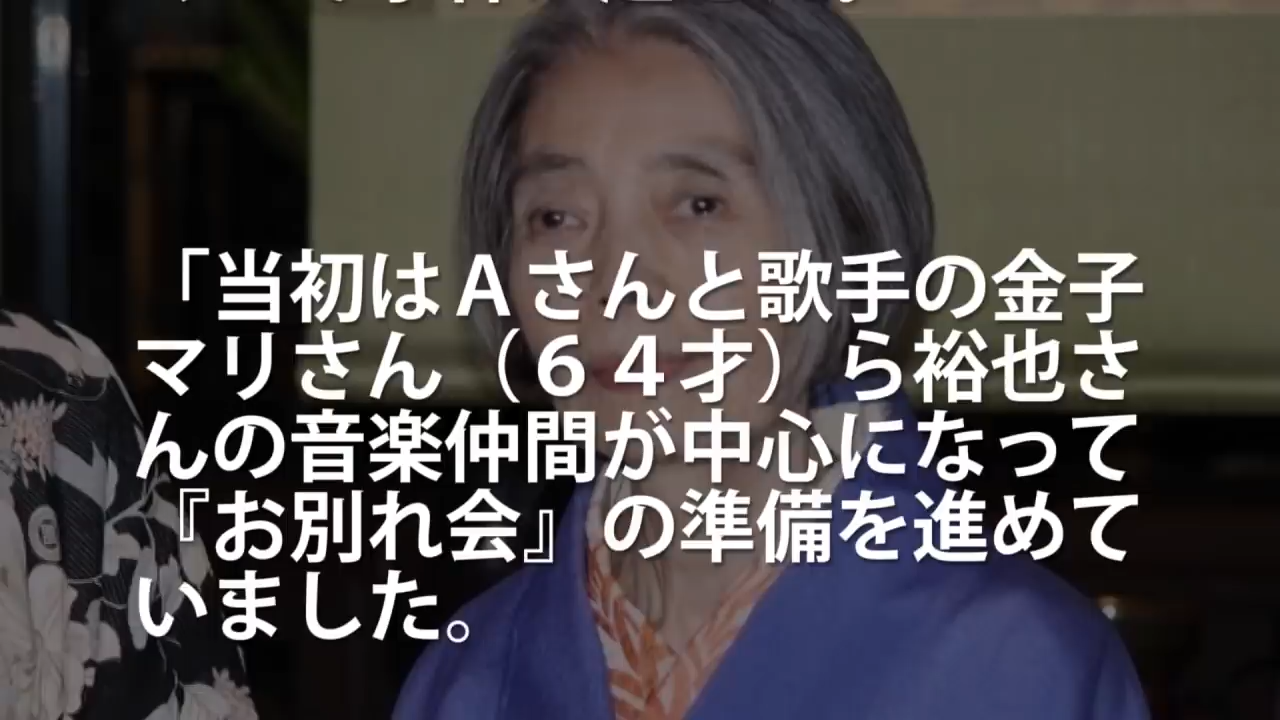 「当初はＡさんと歌手の金子
マリさん（６４才）ら裕也さ
んの音楽仲間が中心になって
『お別れ会』の準備を進めて
いました。